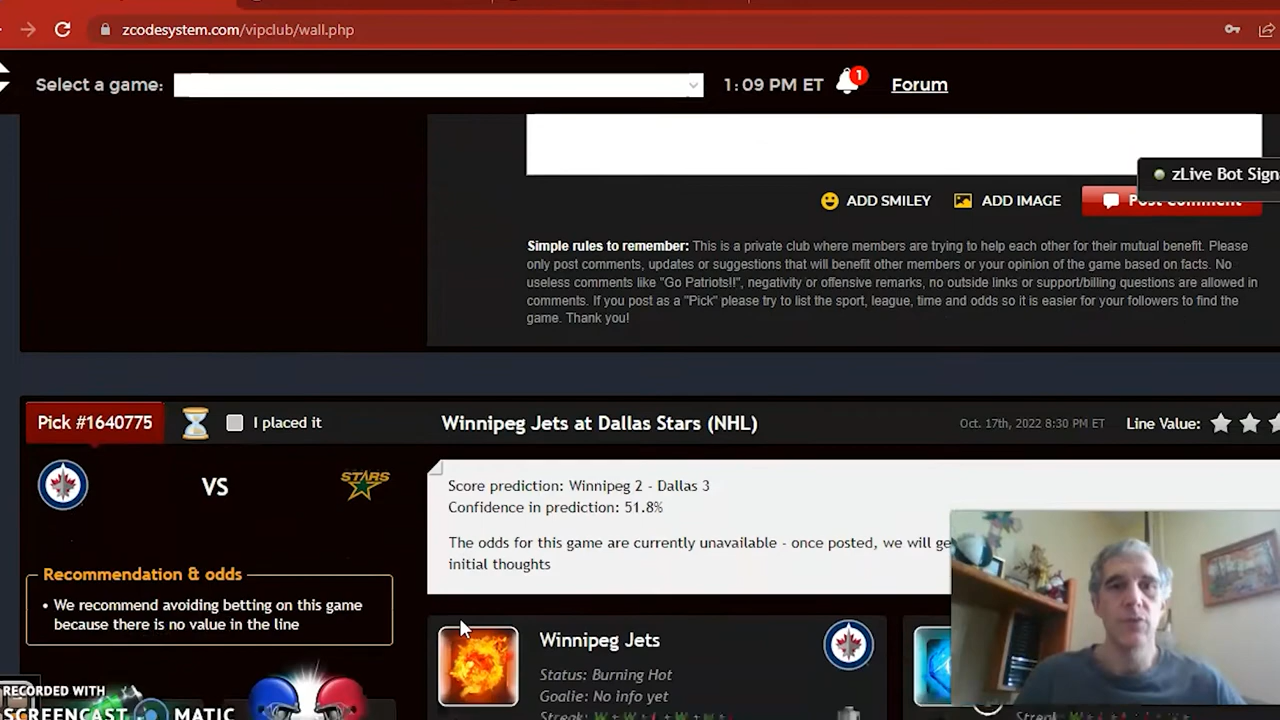 zcodesystem.com/vipclub/wall.php
Select a game:
1:09 PM ET
1
Forum
zLive Bot Sign
ADD SMILEY
ADD IMAGE
Post Comment
Simple rules to remember: This is a private club where members are trying to help each other for their mutual benefit. Please
only post comments, updates or suggestions that will benefit other members or your opinion of the game based on facts. No
useless comments like "Go Patriots!!", negativity or offensive remarks, no outside links or support/billing questions are allowed in
comments. If you post as a "Pick" please try to list the sport, league, time and odds so it is easier for your followers to find the
game. Thank you!
Pick #1640775
I placed it
Winnipeg Jets at Dallas Stars (NHL)
Oct. 17th, 2022 8:30 PM ET
Line Value:
VS
STARS
Score prediction: Winnipeg 2 - Dallas 3
Confidence in prediction: 51.8%
The odds for this game are currently unavailable - once posted, we will ge
initial thoughts
Recommendation & odds
• We recommend avoiding betting on this game
because there is no value in the line
Winnipeg Jets
Status: Burning Hot
Goalie: No info yet
Streak:
RECORDED WITH
SCREENCAST MATIC